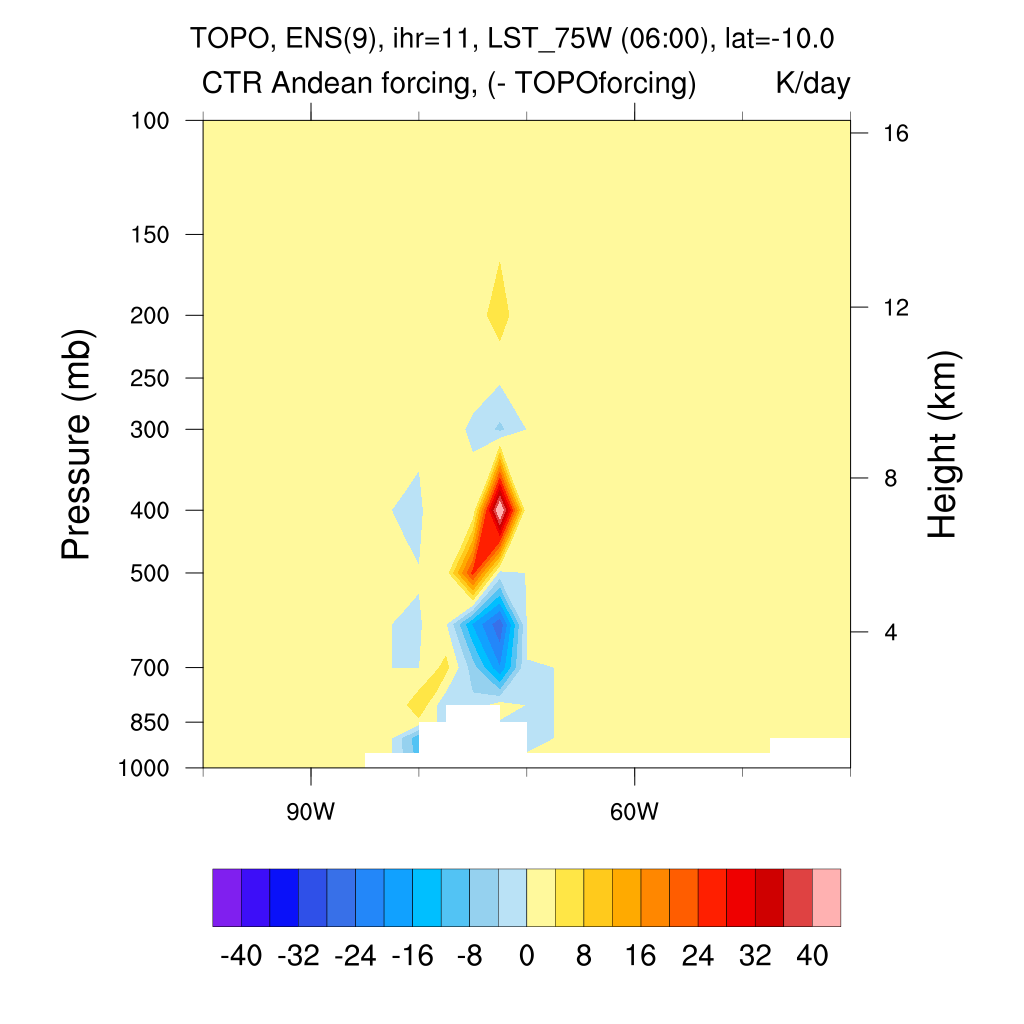 TOPO, ENS(9), ihr=11, LST_75W (06:00), lat=-10.0
CTR Andean forcing, (- TOPOforcing) K/day
100
150
200
250
300
400
500
700
850
1000
Pressure (mb)
16
12
8
4
Height (km)
90W 60W
-40 -32 -24 -16 -8 0 8 16 24 32 40